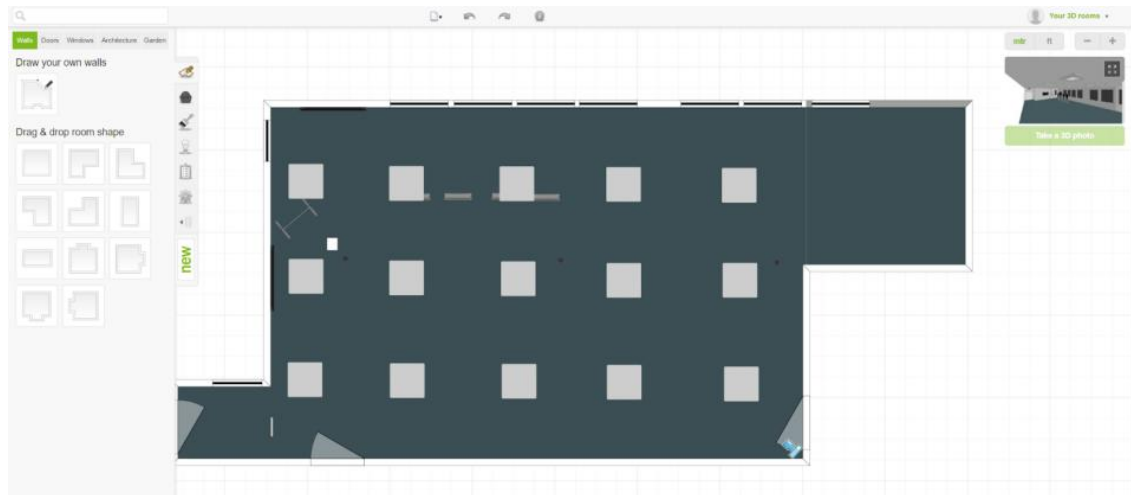 Your 3D rooms
Walls Doors Windows Architecture Garden
mtr ft
Draw your own walls
Drag & drop room shape
Take a 3D photo
new